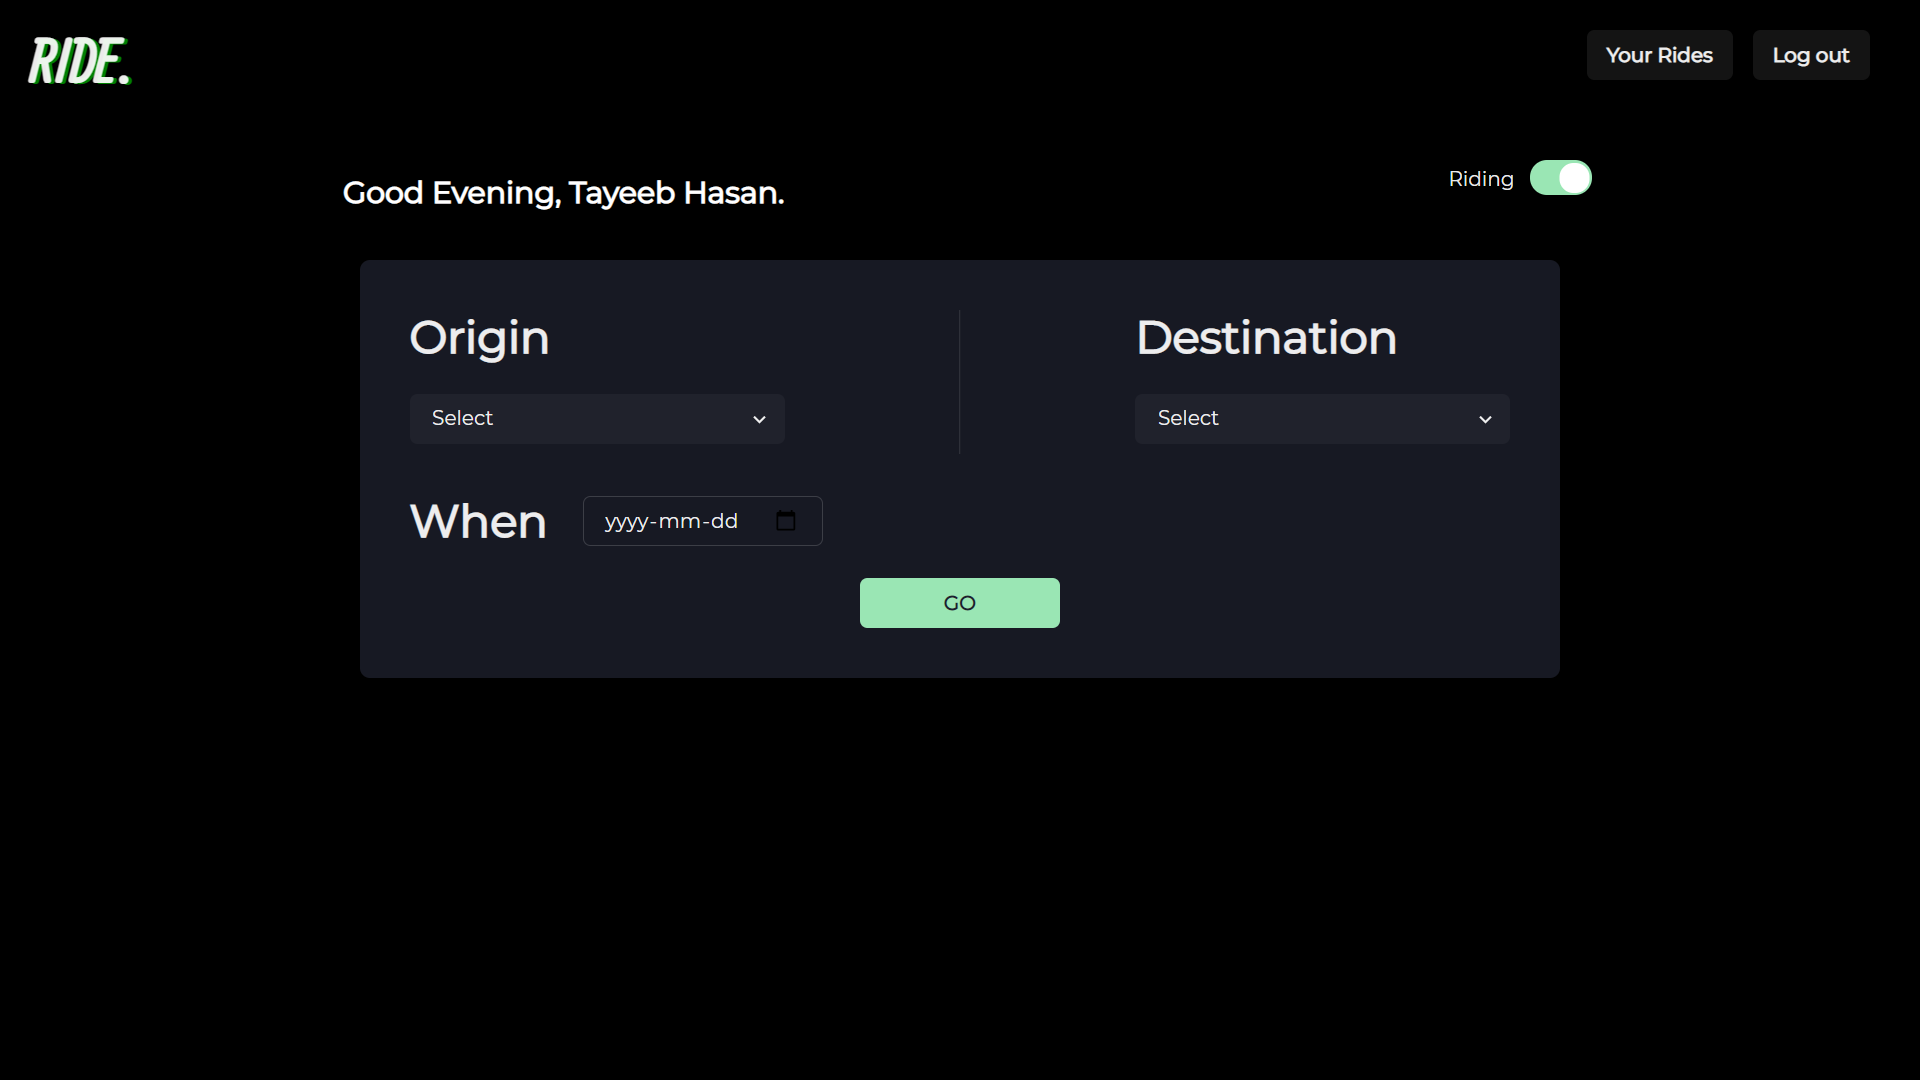 RIDE.
Your Rides
Log out
Good Evening, Tayeeb Hasan.
Riding
Origin
Destination
Select
Select
When
yyyy-mm-dd
GO